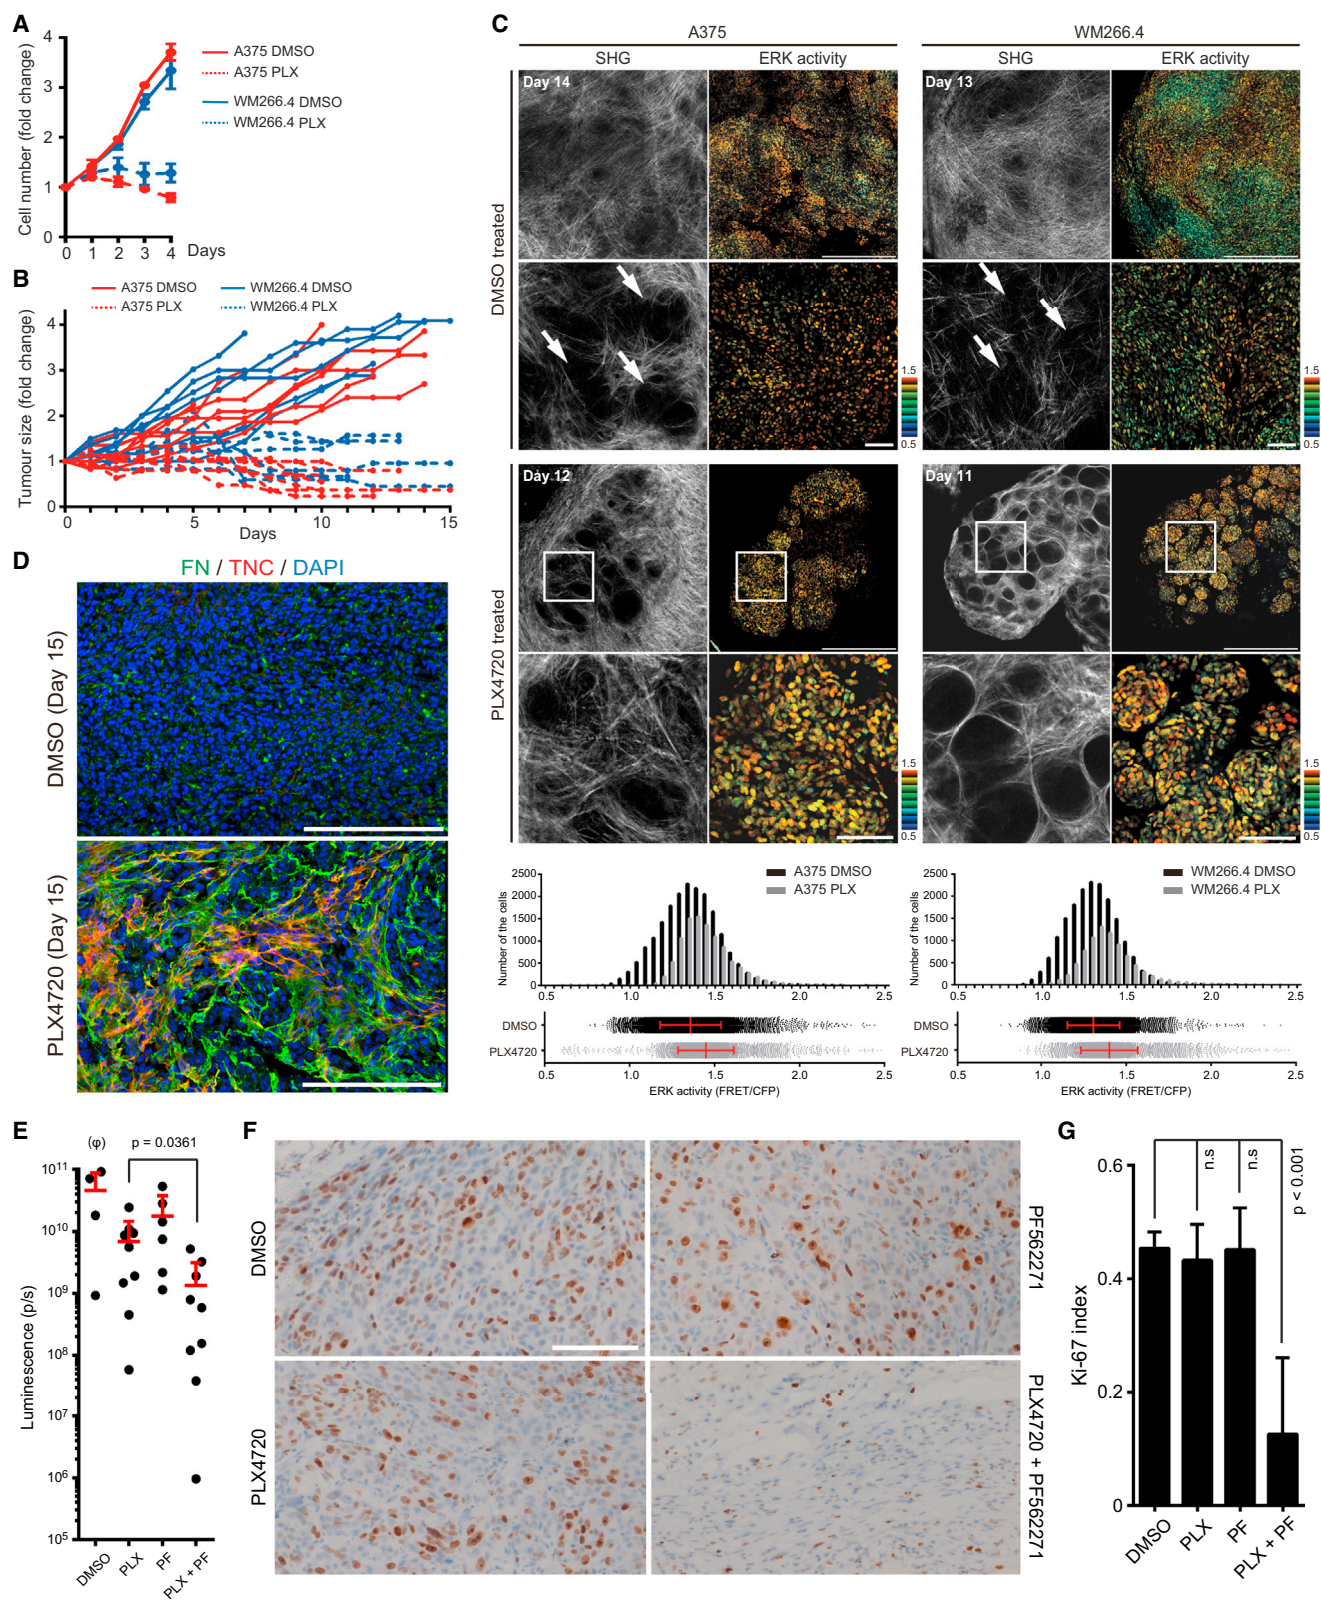 A
4
3
2
1
0
Cell number (fold change)
0 1 2 3 4 Days
A375 DMSO
A375 PLX
WM266.4 DMSO
WM266.4 PLX
B
A375 DMSO
A375 PLX
WM266.4 DMSO
WM266.4 PLX
4
3
2
1
0
Tumour size (fold change)
0 5 10 15
Days
C
A375
WM266.4
SHG
ERK activity
SHG
ERK activity
DMSO treated
Day 14
Day 13
1.5
0.5
1.5
0.5
PLX4720 treated
Day 12
Day 11
1.5
0.5
1.5
0.5
A375 DMSO
A375 PLX
Number of the cells
2500
2000
1500
1000
500
0
0.5 1.0 1.5 2.0 2.5
DMSO
PLX4720
0.5 1.0 1.5 2.0 2.5
ERK activity (FRET/CFP)
WM266.4 DMSO
WM266.4 PLX
Number of the cells
2500
2000
1500
1000
500
0
0.5 1.0 1.5 2.0 2.5
DMSO
PLX4720
0.5 1.0 1.5 2.0 2.5
ERK activity (FRET/CFP)
D
FN / TNC / DAPI
DMSO (Day 15)
PLX4720 (Day 15)
E
(φ)
p = 0.0361
10¹¹
10¹⁰
10⁹
10⁸
10⁷
10⁶
10⁵
Luminescence (p/s)
DMSO
PLX
PF
PLX + PF
F
DMSO
PF562271
PLX4720
PLX4720 + PF562271
G
n.s
n.s
p < 0.001
0.6
0.4
0.2
0
Ki-67 index
DMSO
PLX
PF
PLX + PF